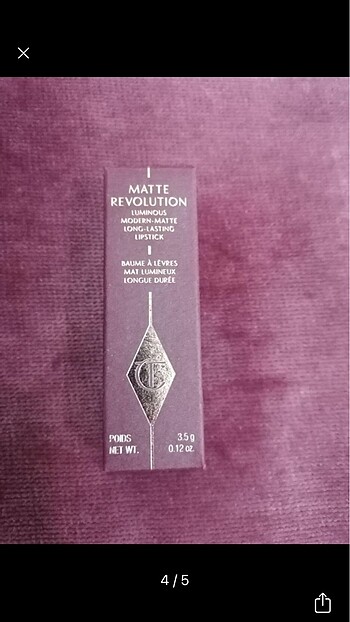 MATTE
REVOLUTION
LUMINOUS
MODERN-MATTE
LONG-LASTING
LIPSTICK
BAUME À LÈVRES
MAT LUMINEUX
LONGUE DURÉE
CT
POIDS 3.5 g
NET WT. 0.12 oz.
4 / 5